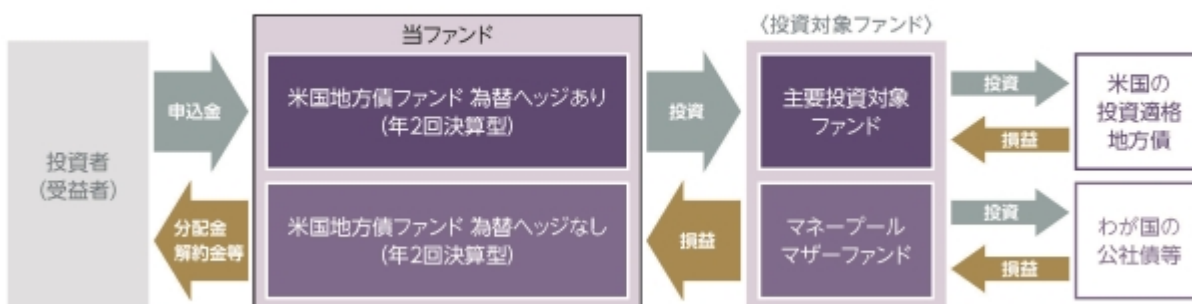 投資者
(受益者)
申込金
分配金
解約金等
当ファンド
米国地方債ファンド 為替ヘッジあり
(年2回決算型)
米国地方債ファンド 為替ヘッジなし
(年2回決算型)
投資
損益
〈投資対象ファンド〉
主要投資対象
ファンド
マネープール
マザーファンド
投資
損益
投資
損益
米国の
投資適格
地方債
わが国の
公社債等